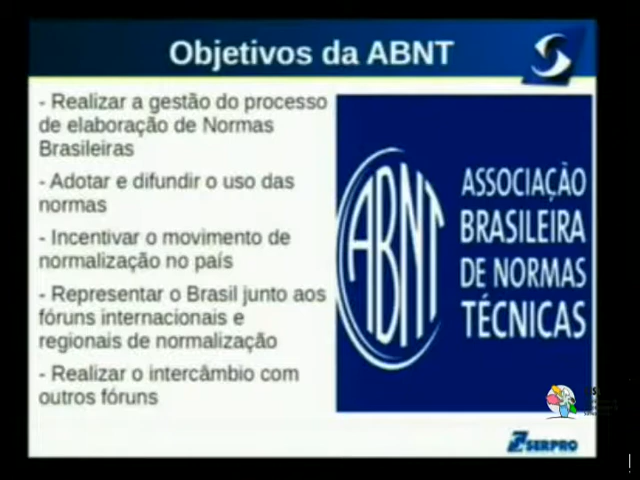 Objetivos da ABNT
- Realizar a gestão do processo
de elaboração de Normas
Brasileiras
- Adotar e difundir o uso das
normas
- Incentivar o movimento de
normalização no país
- Representar o Brasil junto aos
fóruns internacionais e
regionais de normalização
- Realizar o intercâmbio com
outros fóruns
ABNT
ASSOCIAÇÃO
BRASILEIRA
DE NORMAS
TÉCNICAS
SERPRO